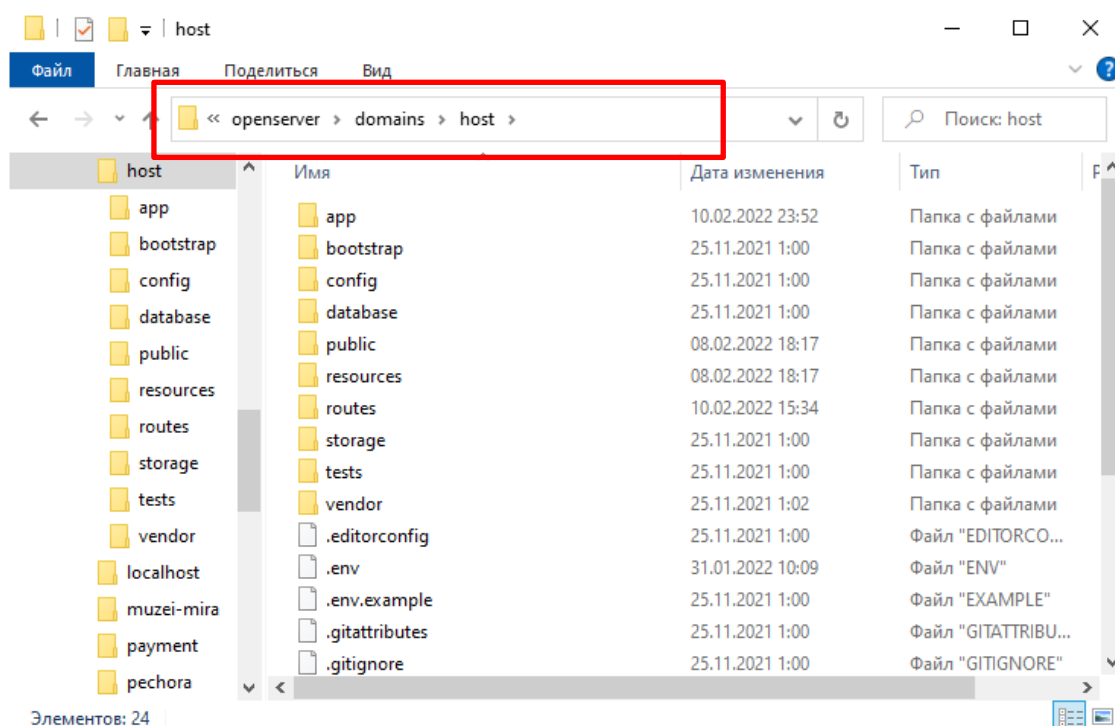 host
Файл Главная Поделиться Вид
« openserver › domains › host › Поиск: host
host
app
bootstrap
config
database
public
resources
routes
storage
tests
vendor
localhost
muzei-mira
payment
pechora
Имя Дата изменения Тип
app 10.02.2022 23:52 Папка с файлами
bootstrap 25.11.2021 1:00 Папка с файлами
config 25.11.2021 1:00 Папка с файлами
database 25.11.2021 1:00 Папка с файлами
public 08.02.2022 18:17 Папка с файлами
resources 08.02.2022 18:17 Папка с файлами
routes 10.02.2022 15:34 Папка с файлами
storage 25.11.2021 1:00 Папка с файлами
tests 25.11.2021 1:00 Папка с файлами
vendor 25.11.2021 1:02 Папка с файлами
.editorconfig 25.11.2021 1:00 Файл "EDITORCO...
.env 31.01.2022 10:09 Файл "ENV"
.env.example 25.11.2021 1:00 Файл "EXAMPLE"
.gitattributes 25.11.2021 1:00 Файл "GITATTRIBU...
.gitignore 25.11.2021 1:00 Файл "GITIGNORE"
Элементов: 24